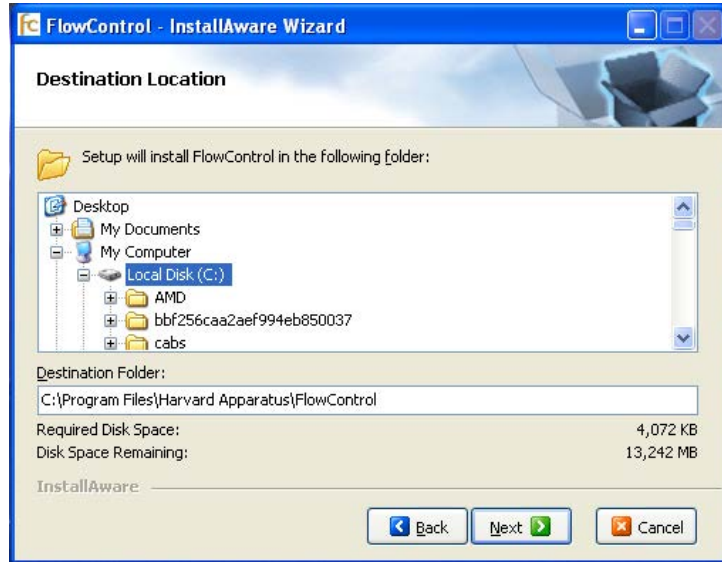 fc FlowControl - InstallAware Wizard
Destination Location
Setup will install FlowControl in the following folder:
Desktop
My Documents
My Computer
Local Disk (C:)
AMD
bbf256caa2aef994eb850037
cabs
Destination Folder:
C:\Program Files\Harvard Apparatus\FlowControl
Required Disk Space: 4,072 KB
Disk Space Remaining: 13,242 MB
InstallAware
Back Next Cancel